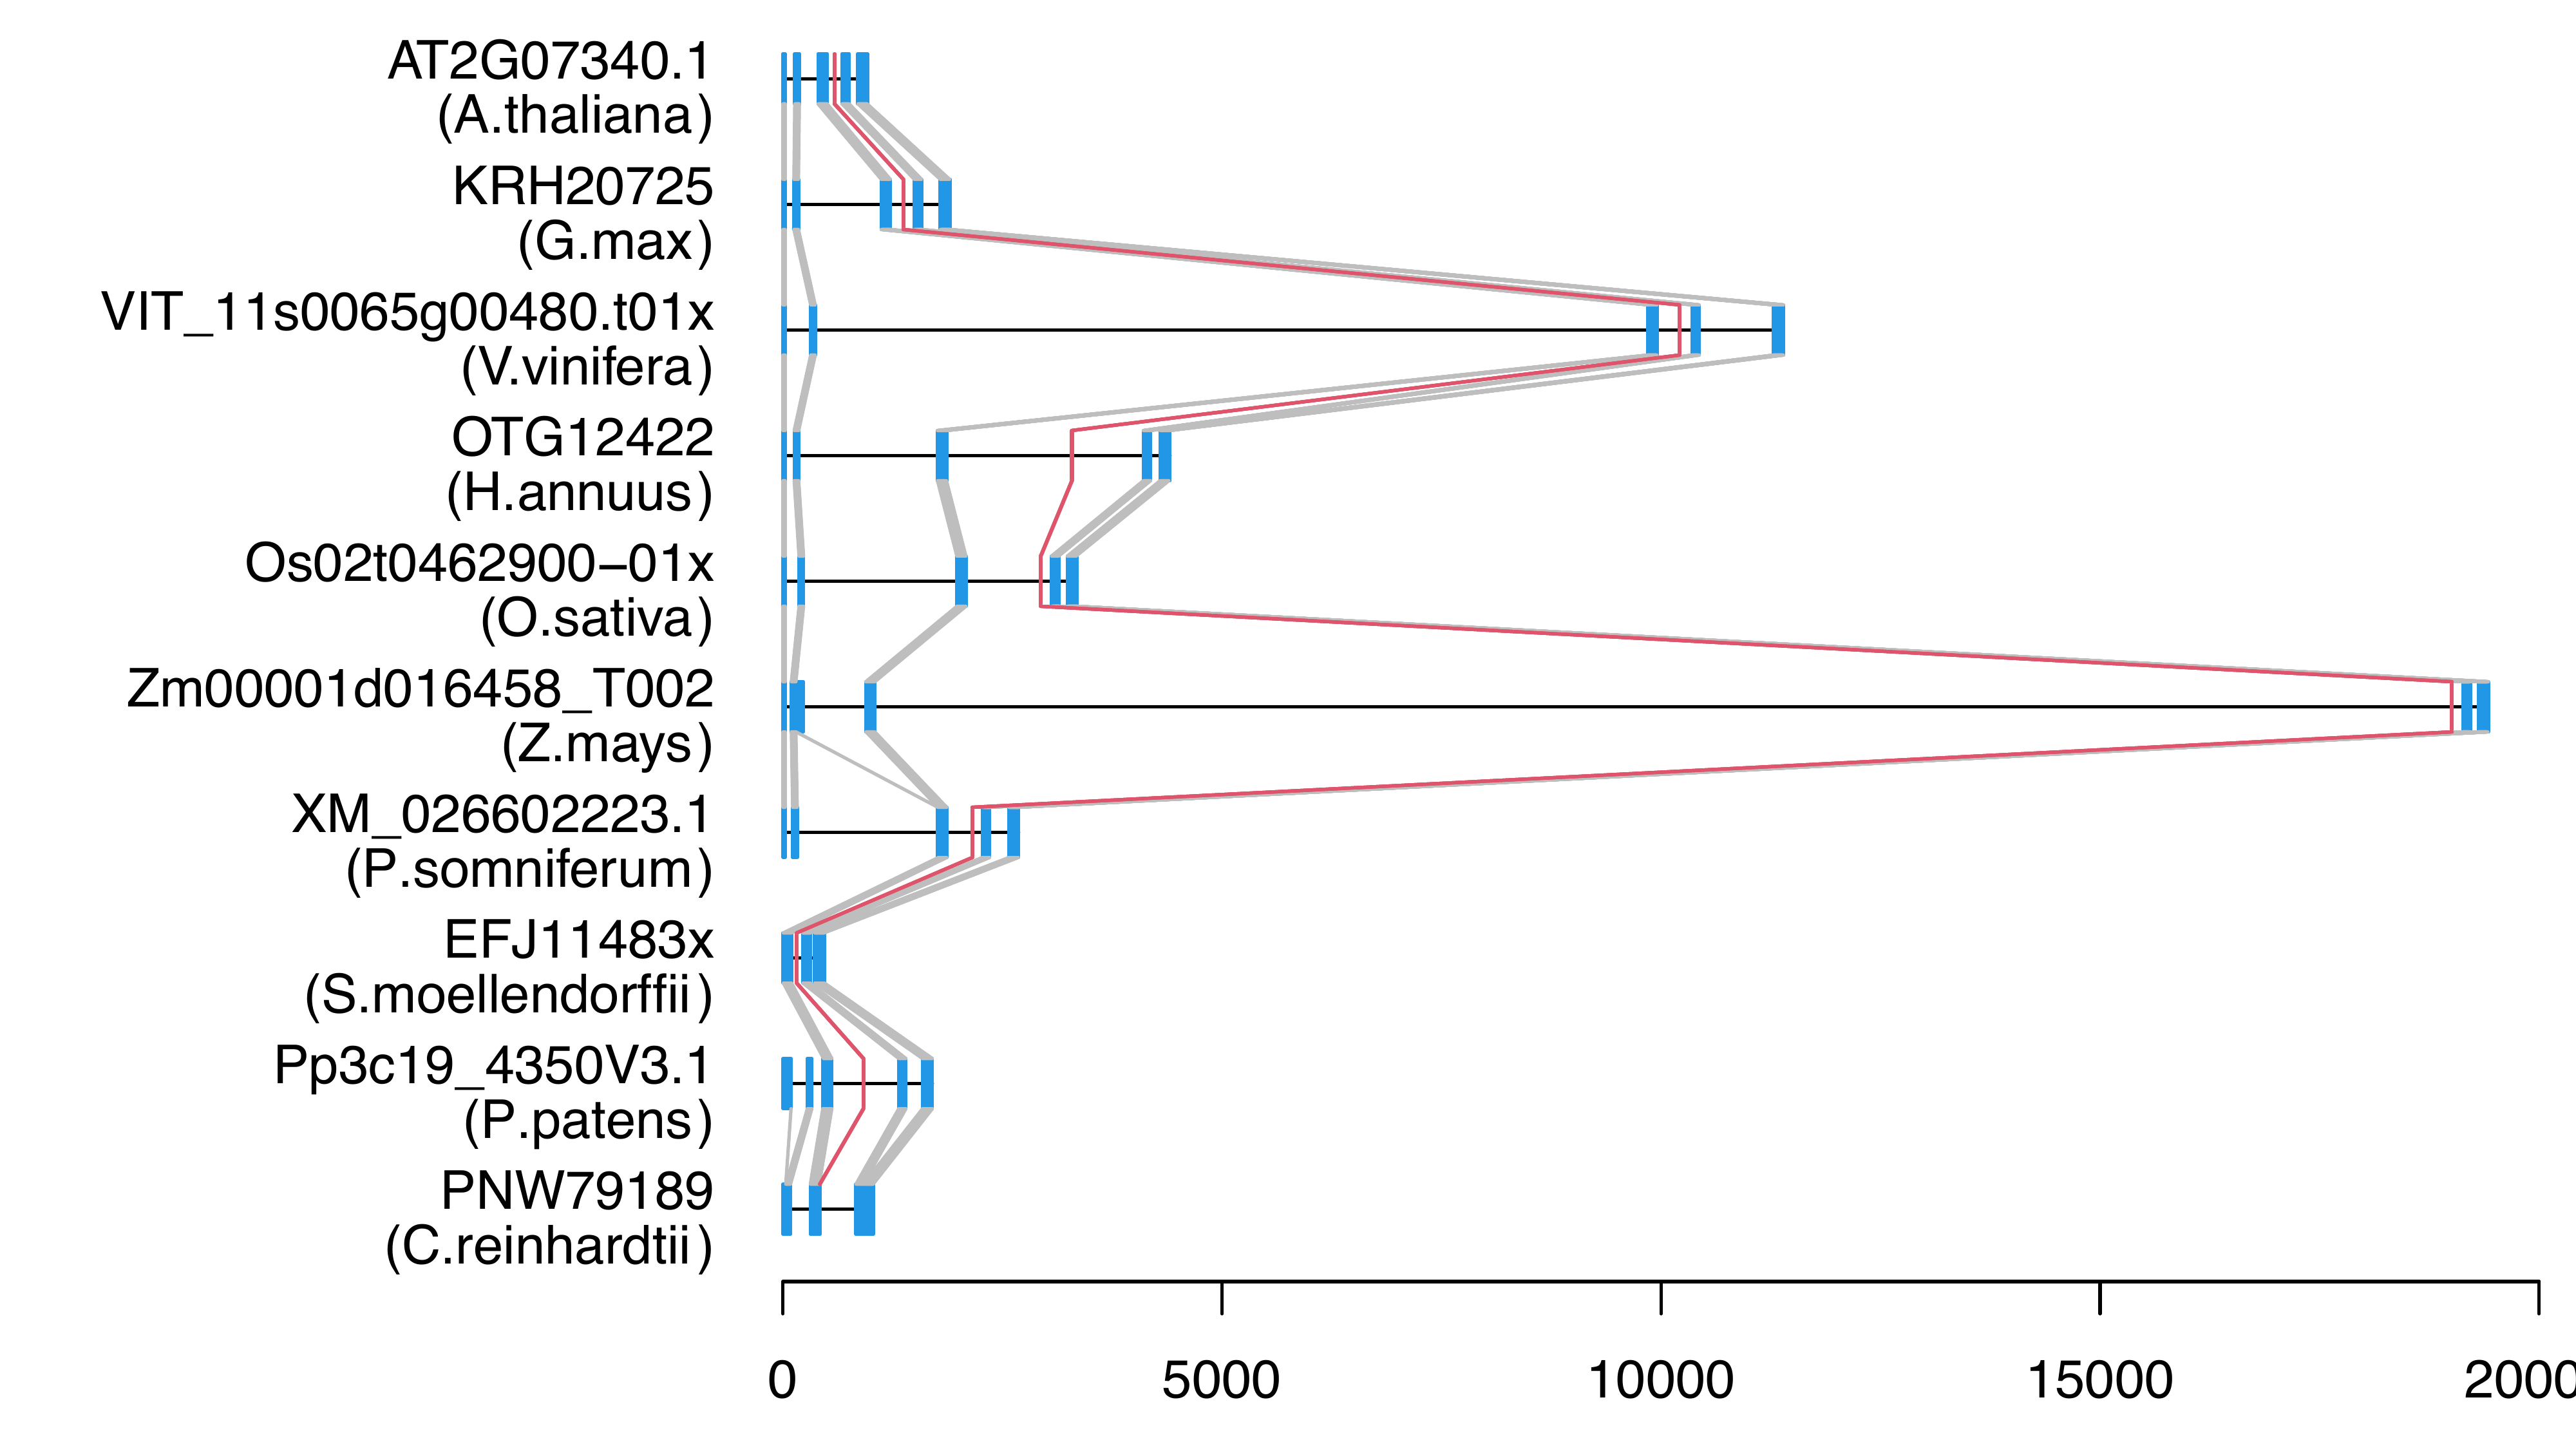 AT2G07340.1
(A.thaliana)
KRH20725
(G.max)
VIT_11s0065g00480.t01x
(V.vinifera)
OTG12422
(H.annuus)
Os02t0462900−01x
(O.sativa)
Zm00001d016458_T002
(Z.mays)
XM_026602223.1
(P.somniferum)
EFJ11483x
(S.moellendorffii)
Pp3c19_4350V3.1
(P.patens)
PNW79189
(C.reinhardtii)
0 5000 10000 15000 2000